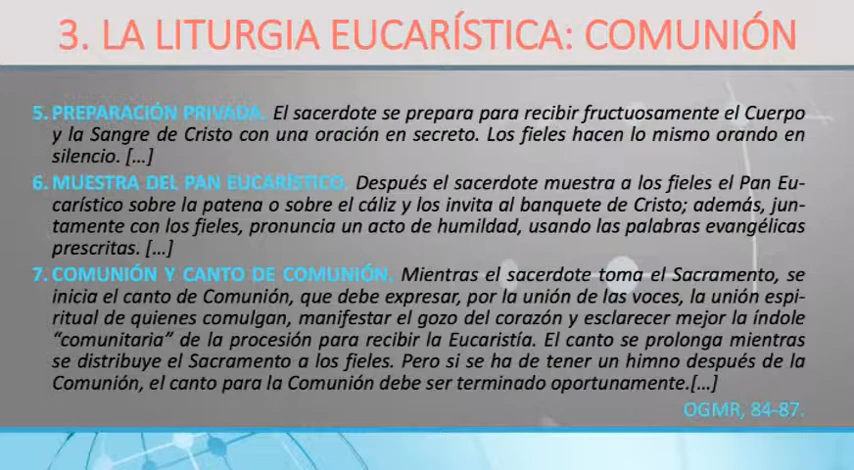 3. LA LITURGIA EUCARÍSTICA: COMUNIÓN
5. PREPARACIÓN PRIVADA. El sacerdote se prepara para recibir fructuosamente el Cuerpo
y la Sangre de Cristo con una oración en secreto. Los fieles hacen lo mismo orando en
silencio. […]
6. MUESTRA DEL PAN EUCARÍSTICO. Después el sacerdote muestra a los fieles el Pan Eu-
carístico sobre la patena o sobre el cáliz y los invita al banquete de Cristo; además, jun-
tamente con los fieles, pronuncia un acto de humildad, usando las palabras evangélicas
prescritas. […]
7. COMUNIÓN Y CANTO DE COMUNIÓN. Mientras el sacerdote toma el Sacramento, se
inicia el canto de Comunión, que debe expresar, por la unión de las voces, la unión espi-
ritual de quienes comulgan, manifestar el gozo del corazón y esclarecer mejor la índole
“comunitaria” de la procesión para recibir la Eucaristía. El canto se prolonga mientras
se distribuye el Sacramento a los fieles. Pero si se ha de tener un himno después de la
Comunión, el canto para la Comunión debe ser terminado oportunamente.[…]
OGMR, 84-87.